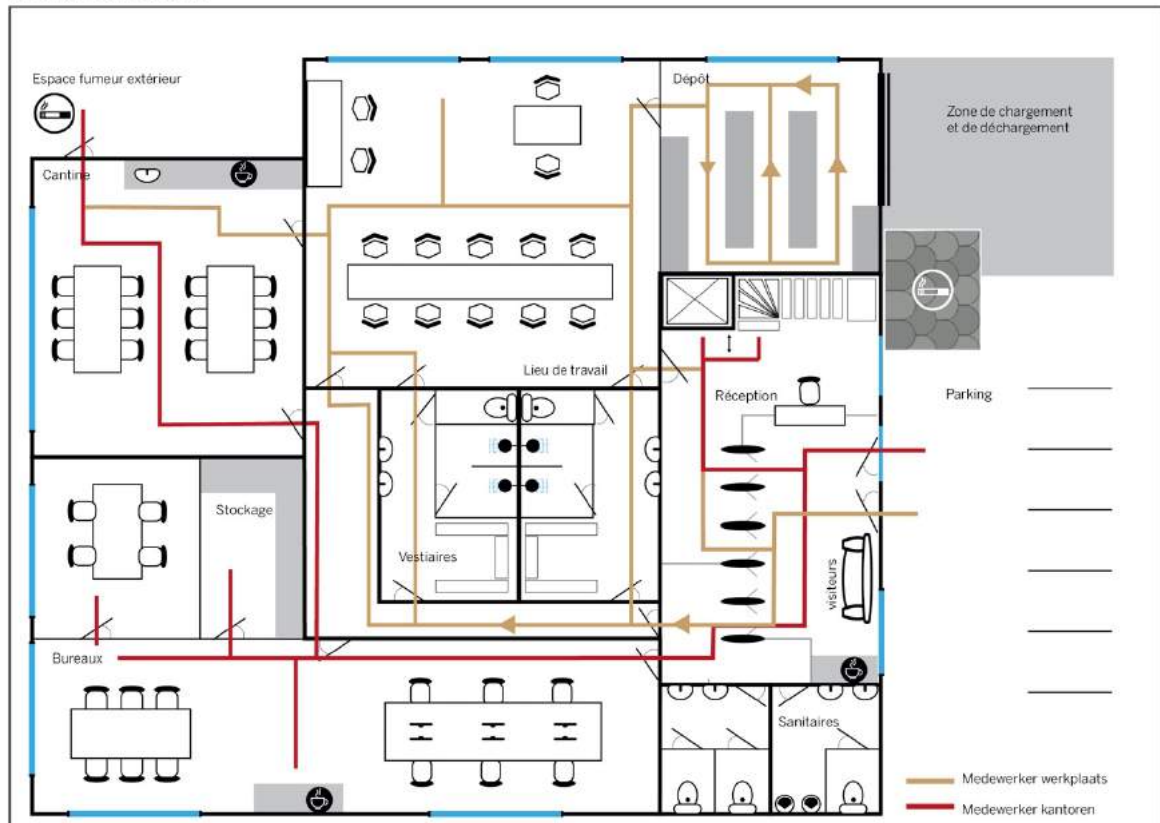 Espace fumeur extérieur
Dépôt
Zone de chargement
et de déchargement
Cantine
Lieu de travail
Réception
Parking
Stockage
Vestiaires
visiteurs
Bureaux
Sanitaires
Medewerker werkplaats
Medewerker kantoren